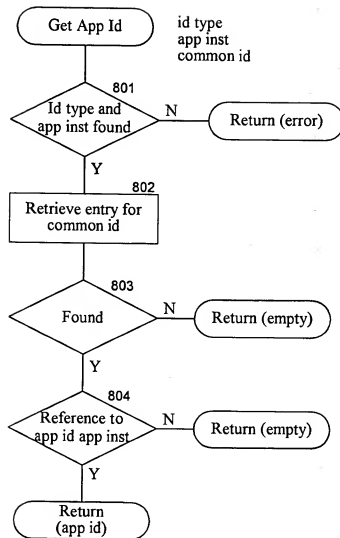 Get App Id
id type
app inst
common id
801
Id type and
app inst found
N
Return (error)
Y
802
Retrieve entry for
common id
803
Found
N
Return (empty)
Y
804
Reference to
app id app inst
N
Return (empty)
Y
Return
(app id)